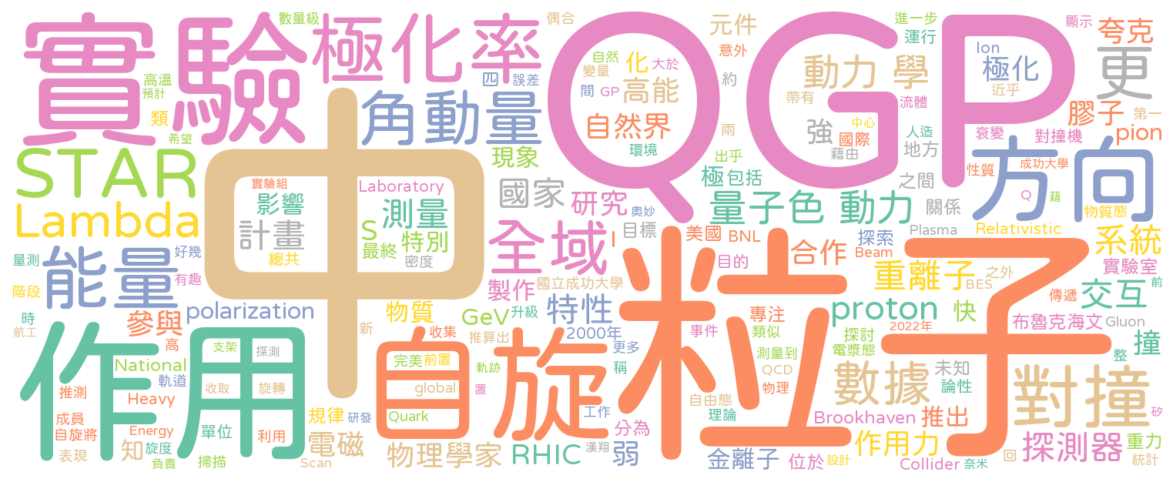 實驗
極化率
QGP
中
作用
自旋
粒子
方向
更
角動量
STAR
Lambda
能量
全域
對撞
數據
測量
計畫
影響
實驗組
Laboratory
S
特別
最終
總共
密度
現象
國家
研究
I
目標
奧妙
量子色 動力
動力 學
高能
自然界
環境
化
自然
大於
變量
間
GP
元件
意外
約
帶有
兩
強
國際
中心
藉由
流體
人造
地方
進一步
運行
Ion
極化
近乎
顯示
夸克
膠子
第一
pion
衰變
對撞機
性質
成功大學
Q
藉
物質態
之間
關係
Plasma
Relativistic
系統
極
包括
出乎
偶合
數量級
四
誤差
高溫
預計
類
希望
量測
好幾
有趣
階段
polarization
物質
製作
國立成功大學
特性
GeV
升級
2000年
美國
BNL
合作
探索
Beam
目的
重離子
之外
BES
實驗室
前
傳遞
交互
proton
快
布魯克海文
Gluon
2022年
撞
整
探討
電漿態
專注
類似
事件
測量到
QCD
物理
更多
稱
自由態
理論
未知
論性
Brookhaven
推出
作用力
探測器
重力
矽
統計
Collider
奈米
回
金離子
位於
設計
弱
分為
工作
漢翔
RHIC
物理學家
電磁
規律
研發
Quark
global
置
軌跡
推算出
收集
完美
前置
新
參與
時
航工
高
National
軌道
支架
探測
推測
Heavy
收取
旋轉
成員
自旋將
Energy
單位
利用
表現
知
旋度
負責
掃描
Scan